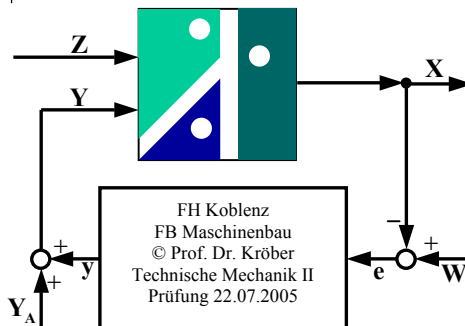 Z
Y
X
FH Koblenz
FB Maschinenbau
© Prof. Dr. Kröber
Technische Mechanik II
Prüfung 22.07.2005
−
+
+
+
y
e
W
Y_A